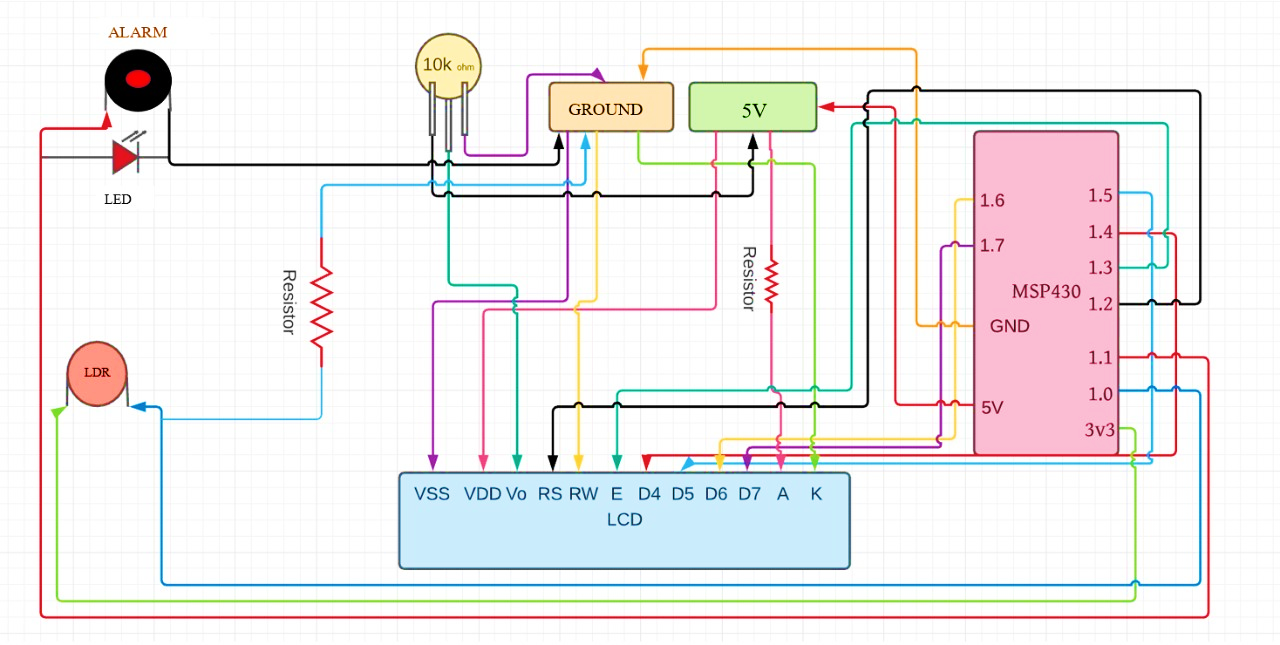 ALARM
10k ohm
GROUND
5V
LED
1.6
1.5
1.4
1.7
1.3
MSP430
1.2
Resistor
Resistor
GND
1.1
LDR
1.0
5V
3v3
VSS VDD Vo RS RW E D4 D5 D6 D7 A K
LCD